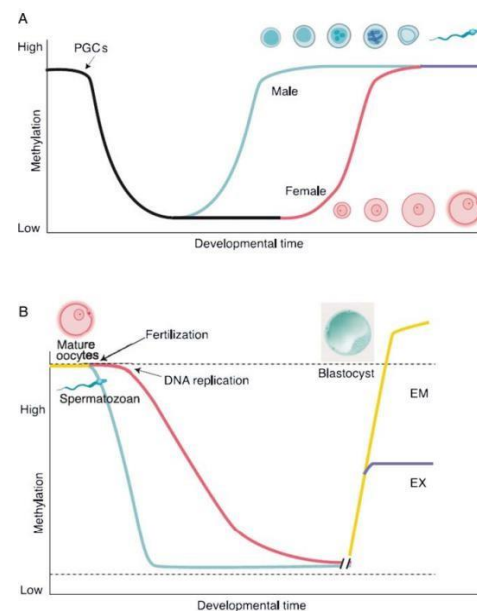 A
High
PGCs
Male
Methylation
Female
Low
Developmental time
B
Mature
oocytes
Fertilization
DNA replication
Spermatozoan
Blastocyst
High
EM
Methylation
EX
Low
Developmental time